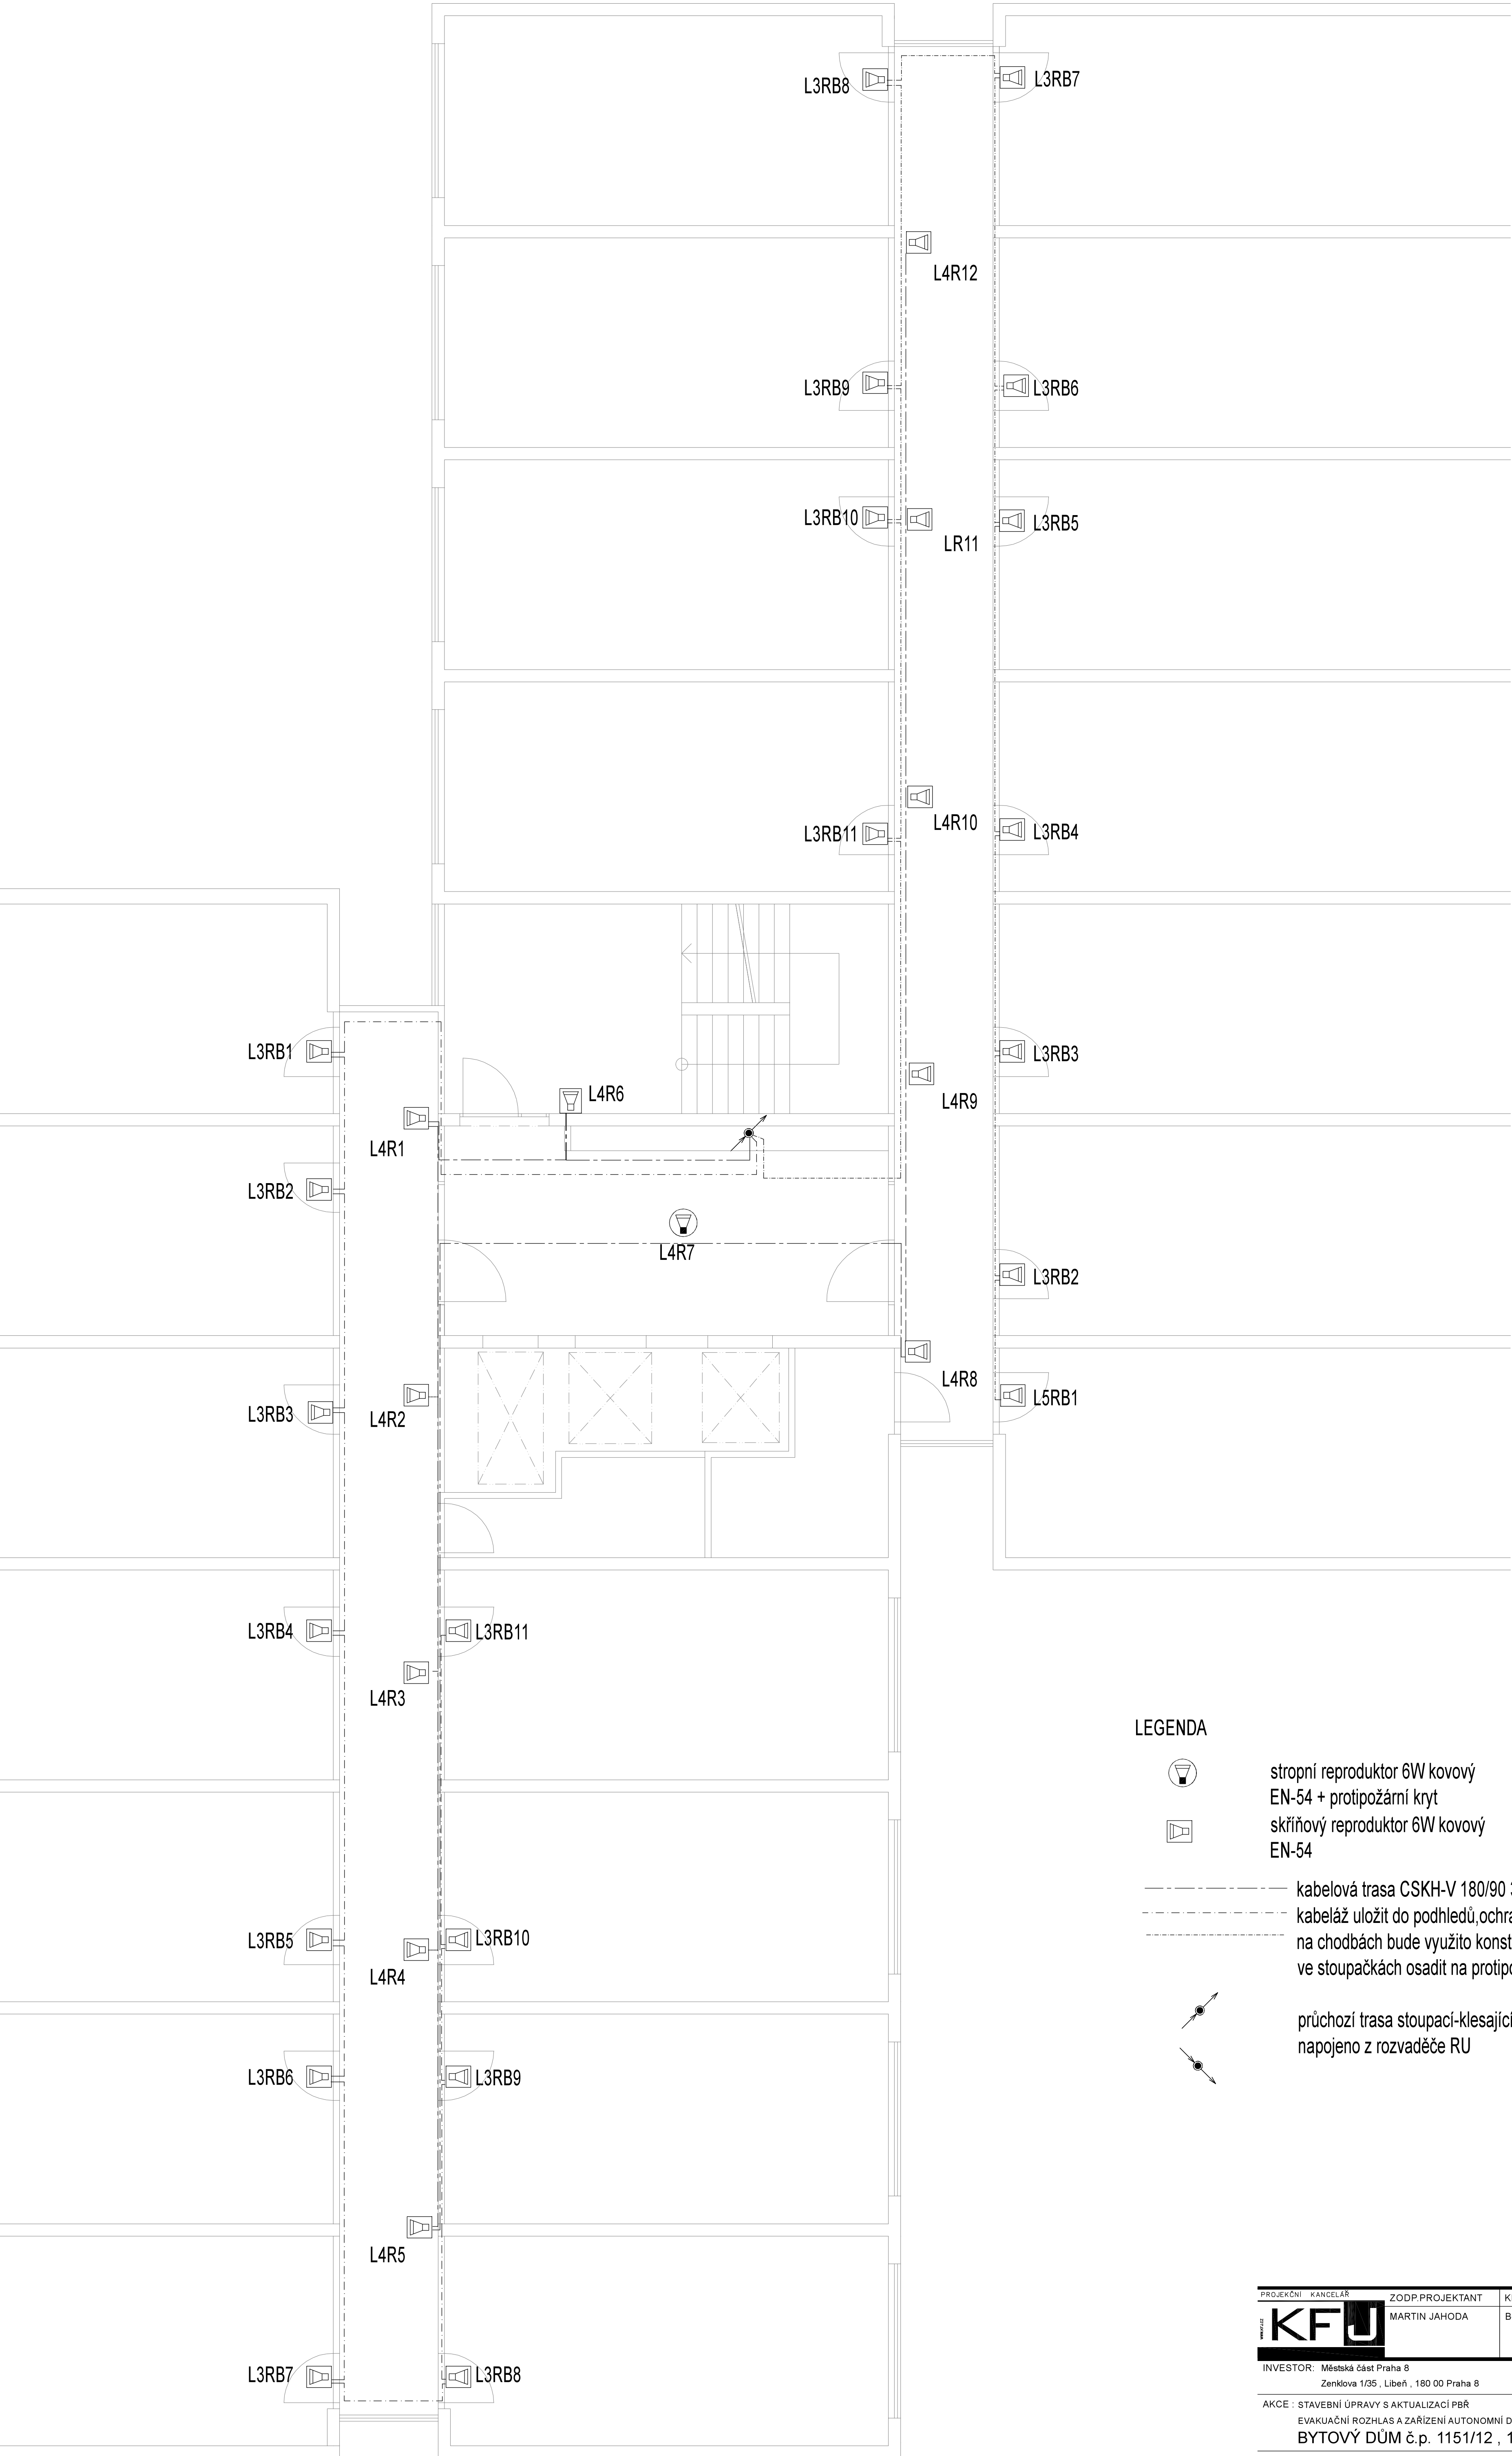 L3RB8
L3RB7
L4R12
L3RB9
L3RB6
L3RB10
L3RB5
LR11
L4R10
L3RB11
L3RB4
L3RB1
L3RB3
L4R6
L4R9
L4R1
L3RB2
L4R7
L3RB2
L4R8
L5RB1
L3RB3
L4R2
L3RB4
L3RB11
L4R3
LEGENDA
stropní reproduktor 6W kovový
EN-54 + protipožární kryt
skříňový reproduktor 6W kovový
EN-54
kabelová trasa CSKH-V 180/90
kabeláž uložit do podhledů,ochra
na chodbách bude využito konst
ve stoupačkách osadit na protipo
průchozí trasa stoupací-klesající
napojeno z rozvaděče RU
L3RB5
L3RB10
L4R4
L3RB6
L3RB9
L4R5
L3RB7
L3RB8
PROJEKČNÍ KANCELÁŘ
KFJ
ZODP.PROJEKTANT
MARTIN JAHODA
INVESTOR: Městská část Praha 8
Zenklova 1/35 , Libeň , 180 00 Praha 8
AKCE : STAVEBNÍ ÚPRAVY S AKTUALIZACÍ PBŘ
EVAKUAČNÍ ROZHLAS A ZAŘÍZENÍ AUTONOMNÍ D
BYTOVÝ DŮM č.p. 1151/12 , 1